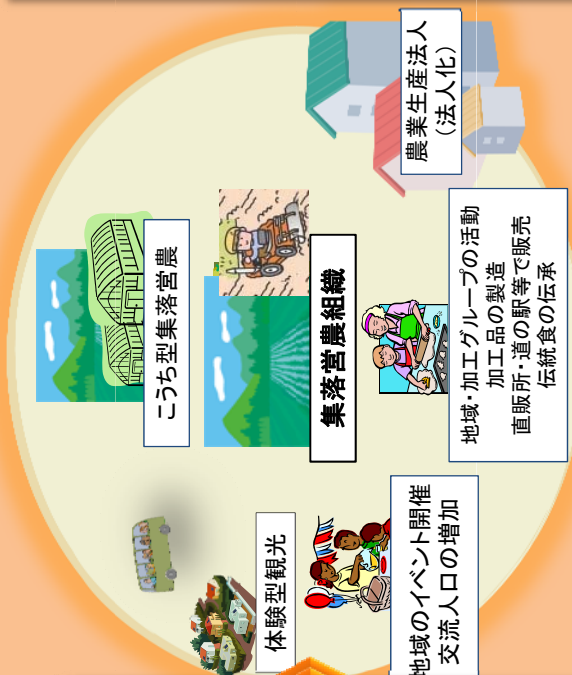 こうち型集落営農
集落営農組織
農業生産法人
（法人化）
体験型観光
地域のイベント開催
交流人口の増加
地域・加工グループの活動
加工品の製造
直販所・道の駅等で販売
伝統食の伝承